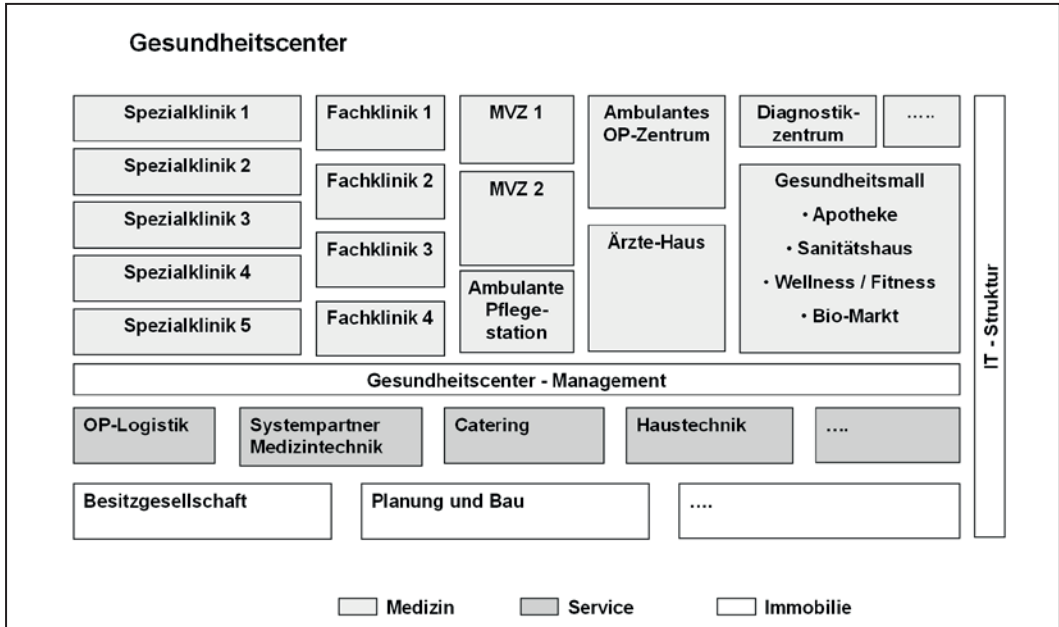 Gesundheitscenter
Spezialklinik 1
Spezialklinik 2
Spezialklinik 3
Spezialklinik 4
Spezialklinik 5
Fachklinik 1
Fachklinik 2
Fachklinik 3
Fachklinik 4
MVZ 1
MVZ 2
Ambulante
Pflege-
station
Ambulantes
OP-Zentrum
Ärzte-Haus
Diagnostik-
zentrum
…..
Gesundheitsmall
• Apotheke
• Sanitätshaus
• Wellness / Fitness
• Bio-Markt
IT - Struktur
Gesundheitscenter - Management
OP-Logistik
Systempartner
Medizintechnik
Catering
Haustechnik
….
Besitzgesellschaft
Planung und Bau
….
Medizin
Service
Immobilie